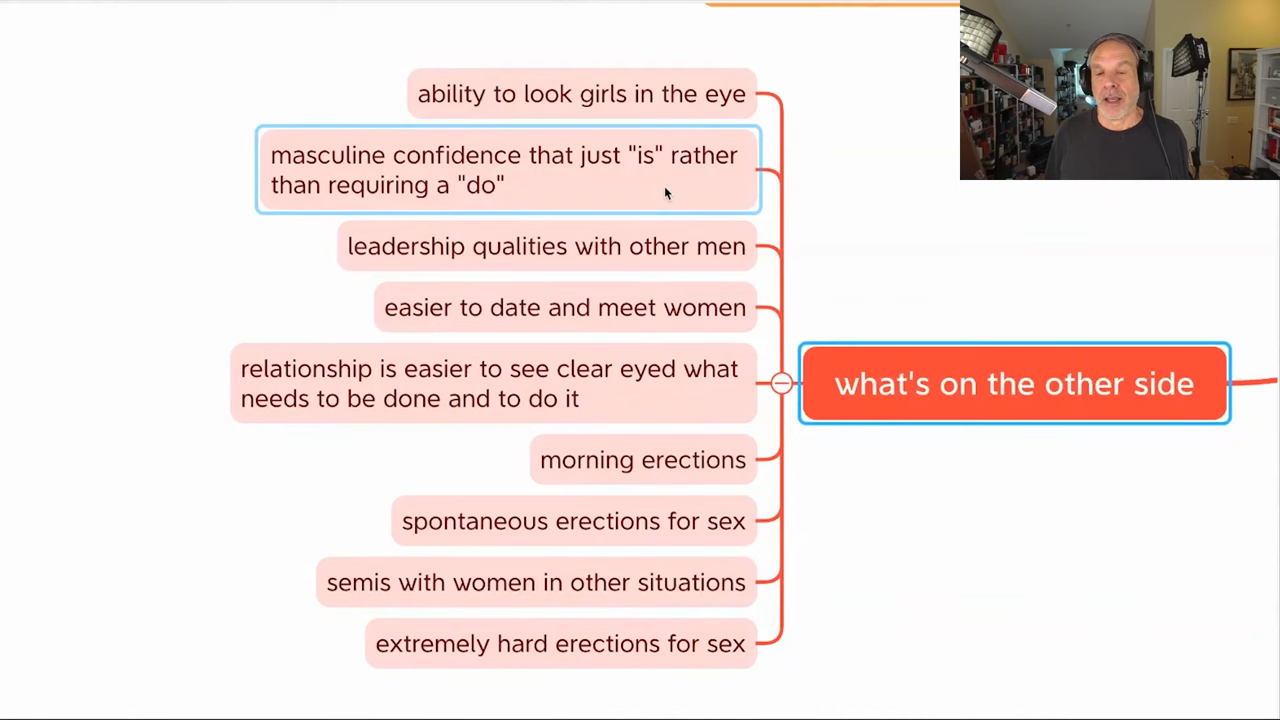 ability to look girls in the eye
masculine confidence that just "is" rather
than requiring a "do"
leadership qualities with other men
easier to date and meet women
relationship is easier to see clear eyed what
needs to be done and to do it
what's on the other side
morning erections
spontaneous erections for sex
semis with women in other situations
extremely hard erections for sex